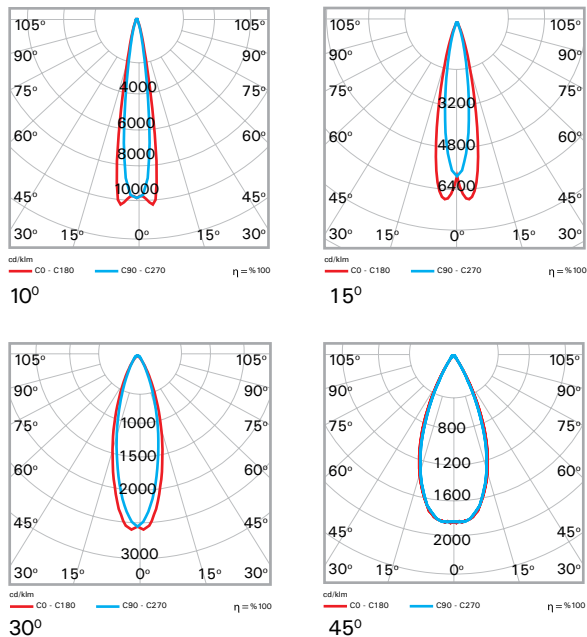 105° 105°
90° 90°
75° 4000 75°
60° 6000 60°
8000
45° 10000 45°
30° 15° 0° 15° 30°
cd/klm
C0 - C180 C90 - C270 η = %100
10⁰
105° 105°
90° 90°
75° 3200 75°
60° 4800 60°
45° 6400 45°
30° 15° 0° 15° 30°
cd/klm
C0 - C180 C90 - C270 η = %100
15⁰
105° 105°
90° 90°
75° 1000 75°
60° 1500 60°
2000
45° 45°
3000
30° 15° 0° 15° 30°
cd/klm
C0 - C180 C90 - C270 η = %100
30⁰
105° 105°
90° 90°
75° 800 75°
60° 1200 60°
1600
45° 2000 45°
30° 15° 0° 15° 30°
cd/klm
C0 - C180 C90 - C270 η = %100
45⁰